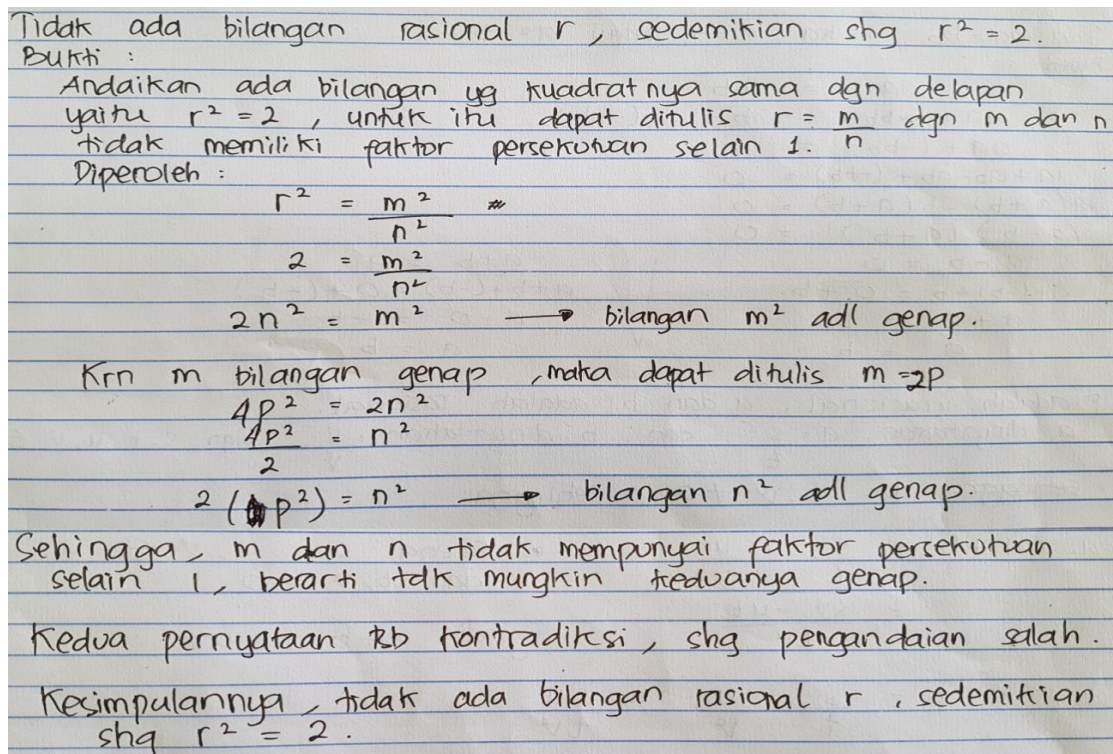 Tidak ada bilangan rasional r, sedemikian shg r² = 2.
Bukti :
Andaikan ada bilangan yg kuadratnya sama dgn delapan
yaitu r² = 2, untuk itu dapat ditulis r = m/n dgn m dan n
tidak memiliki faktor persekutuan selain 1.
Diperoleh :
r² = m²/n²
2 = m²/n²
2n² = m² → bilangan m² adl genap.
Krn m bilangan genap, maka dapat ditulis m = 2p
4p² = 2n²
4p²/2 = n²
2(p²) = n² → bilangan n² adl genap.
Sehingga, m dan n tidak mempunyai faktor persekutuan
selain 1, berarti tdk mungkin keduanya genap.
Kedua pernyataan tsb kontradiksi, shg pengandaian salah.
Kesimpulannya, tidak ada bilangan rasional r, sedemikian
shg r² = 2.